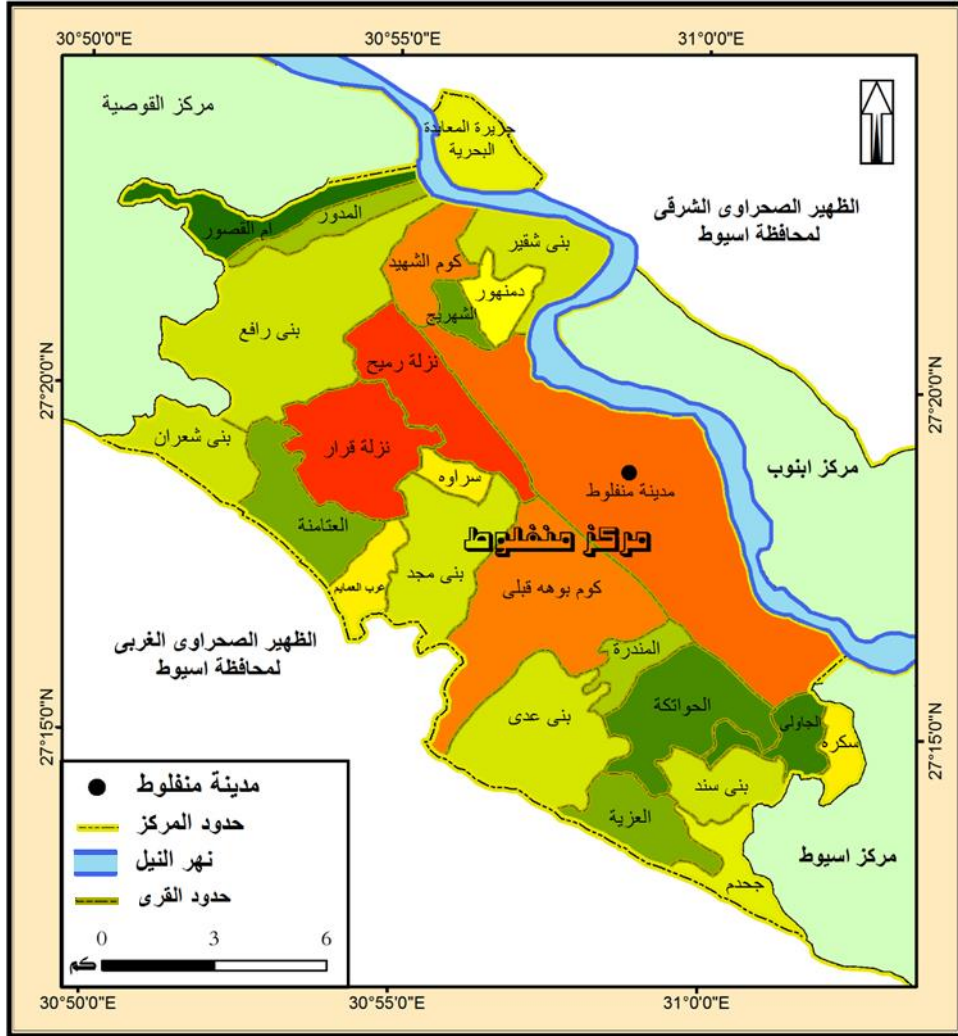 30°50'0"E
30°55'0"E
31°0'0"E
مركز القوصية
جزيرة المعابدة
البحرية
الظهير الصحراوى الشرقى
لمحافظة اسيوط
المدور
ام القصور
بنى شقير
كوم الشهيد
دمنهور
الشهريج
بنى رافع
نزلة رميح
27°20'0"N
27°20'0"N
بنى شعران
نزلة قرار
سراوه
مركز ابنوب
مدينة منفلوط
العتامنة
مركز منفلوط
بنى مجد
عرب العمايم
كوم بوهه قبلى
الظهير الصحراوى الغربى
لمحافظة اسيوط
المندرة
الحواتكة
بنى عدى
الجاولى
سكره
27°15'0"N
27°15'0"N
بنى سند
العزية
جحدم
مركز اسيوط
مدينة منفلوط
حدود المركز
نهر النيل
حدود القرى
0 3 6
كم
30°50'0"E
30°55'0"E
31°0'0"E